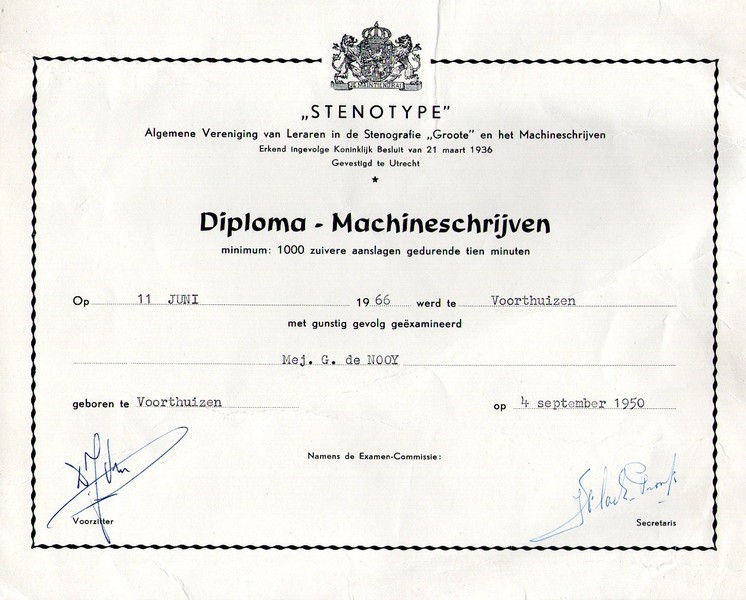 JE MAINTIENDRAI
„STENOTYPE”
Algemene Vereniging van Leraren in de Stenografie „Groote” en het Machineschrijven
Erkend ingevolge Koninklijk Besluit van 21 maart 1936
Gevestigd te Utrecht
Diploma - Machineschrijven
minimum: 1000 zuivere aanslagen gedurende tien minuten
Op 11 JUNI 1966 werd te Voorthuizen
met gunstig gevolg geëxamineerd
Mej. G. de NOOY
geboren te Voorthuizen op 4 september 1950
Namens de Examen-Commissie:
Voorzitter Secretaris